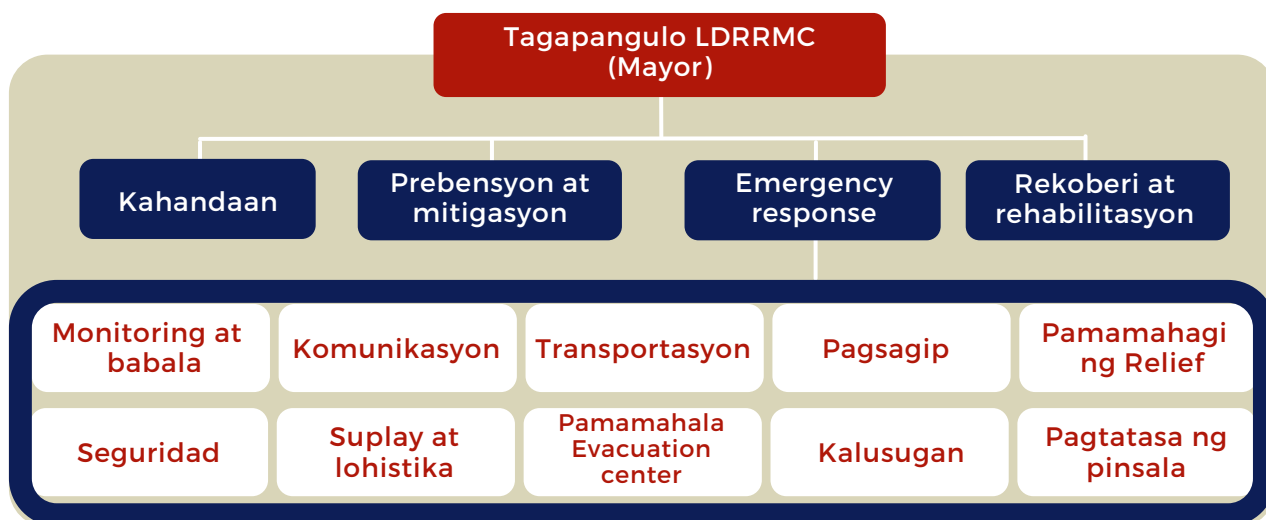 Tagapangulo LDRRMC
(Mayor)
Kahandaan
Prebensyon at
mitigasyon
Emergency
response
Rekoberi at
rehabilitasyon
Monitoring at
babala
Komunikasyon
Transportasyon
Pagsagip
Pamamahagi
ng Relief
Seguridad
Suplay at
lohistika
Pamamahala
Evacuation
center
Kalusugan
Pagtatasa ng
pinsala